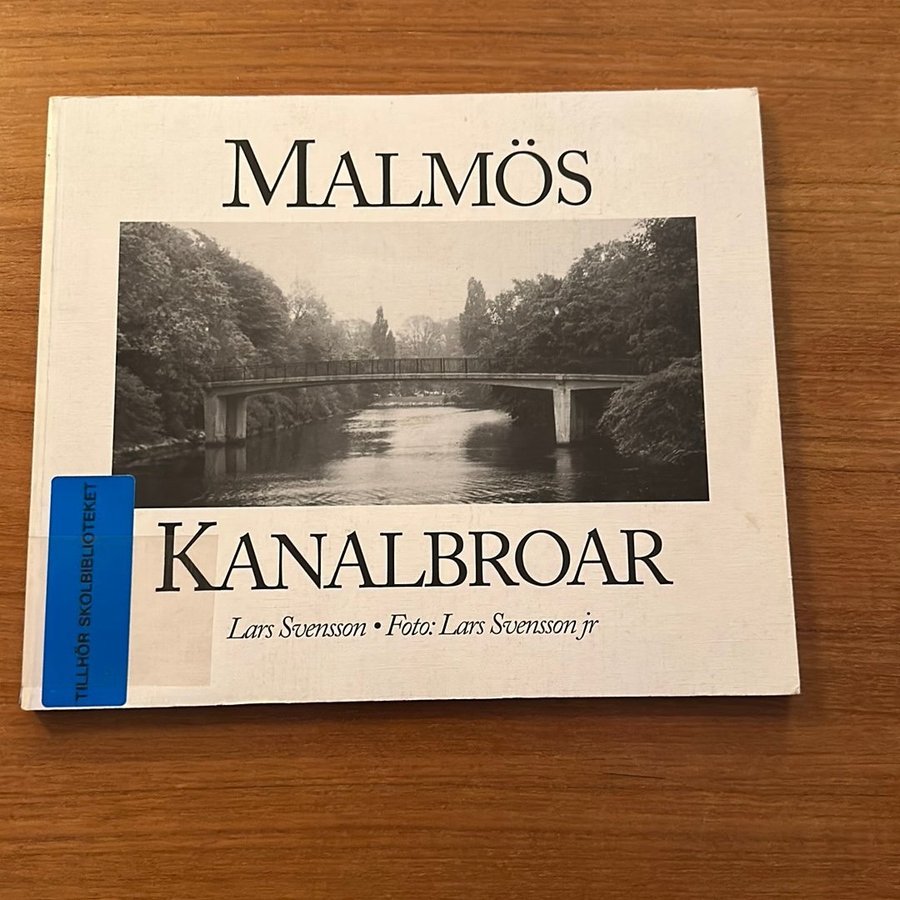 MALMÖS
KANALBROAR
Lars Svensson • Foto: Lars Svensson jr
TILLHÖR SKOLBIBLIOTEKET